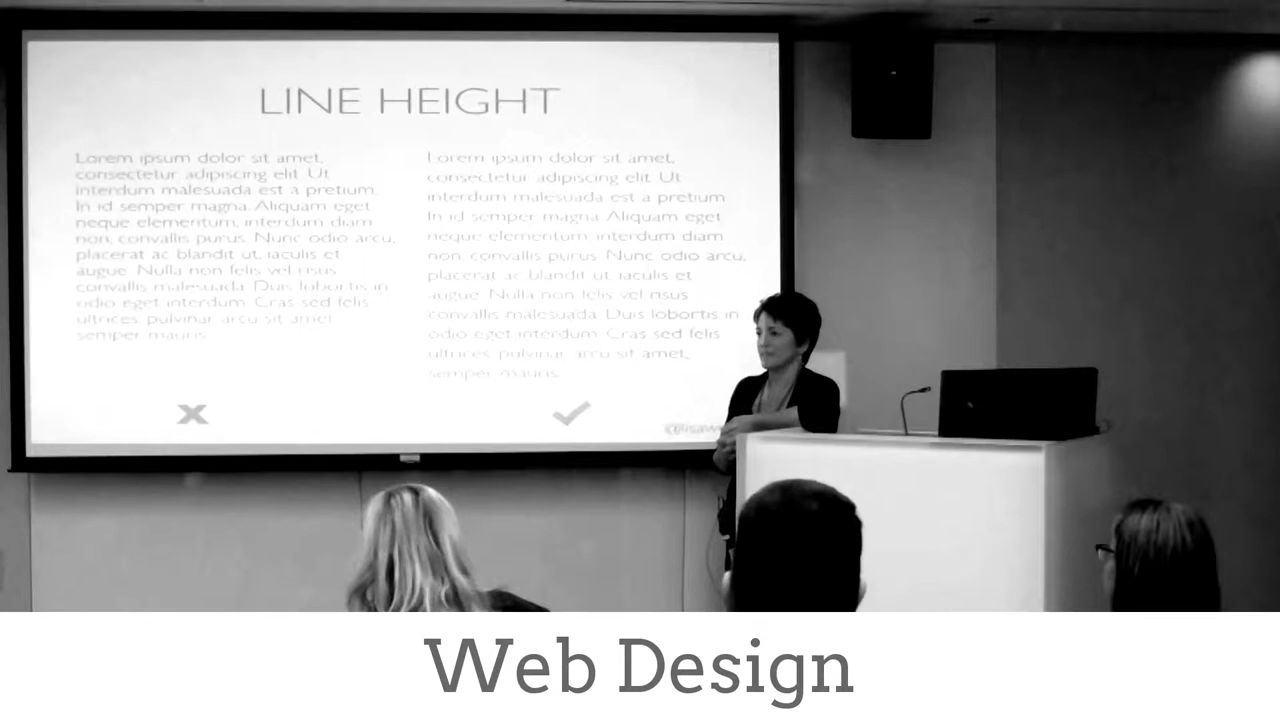 LINE HEIGHT
Lorem ipsum dolor sit amet,
consectetur adipiscing elit. Ut
interdum malesuada est a pretium.
In id semper magna. Aliquam eget
neque elementum, interdum diam
non, convallis purus. Nunc odio arcu,
placerat ac blandit ut, iaculis et
augue. Nulla non felis vel risus
convallis malesuada. Duis lobortis in
odio eget interdum. Cras sed felis
ultrices, pulvinar arcu sit amet,
semper mauris.
Lorem ipsum dolor sit amet,
consectetur adipiscing elit. Ut
interdum malesuada est a pretium.
In id semper magna. Aliquam eget
neque elementum, interdum diam
non, convallis purus. Nunc odio arcu,
placerat ac blandit ut, iaculis et
augue. Nulla non felis vel risus
convallis malesuada. Duis lobortis in
odio eget interdum. Cras sed felis
ultrices, pulvinar arcu sit amet,
semper mauris.
Web Design